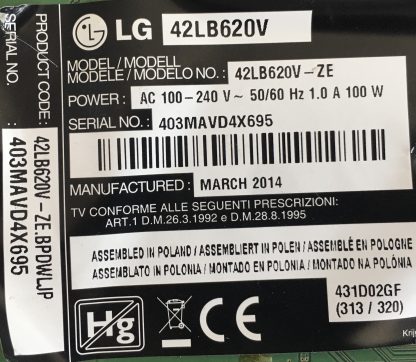 LG 42LB620V
MODEL / MODELL
MODÈLE / MODELO NO. : 42LB620V-ZE
POWER : AC 100-240 V ~ 50/60 Hz 1.0 A 100 W
SERIAL NO. : 403MAVD4X695
MANUFACTURED : MARCH 2014
TV CONFORME ALLE SEGUENTI PRESCRIZIONI:
ART.1 D.M.26.3.1992 e D.M.28.8.1995
ASSEMBLED IN POLAND / ASSEMBLIERT IN POLEN / ASSEMBLÉ EN POLOGNE
ASSEMBLATO IN POLONIA / MONTADO EN POLONIA / MONTADO NA POLÓNIA
Hg
CE
431D02GF
(313 / 320)
Krijs
PRODUCT CODE : 42LB620V-ZE.BPDWLJP
SERIAL NO. : 403MAVD4X695